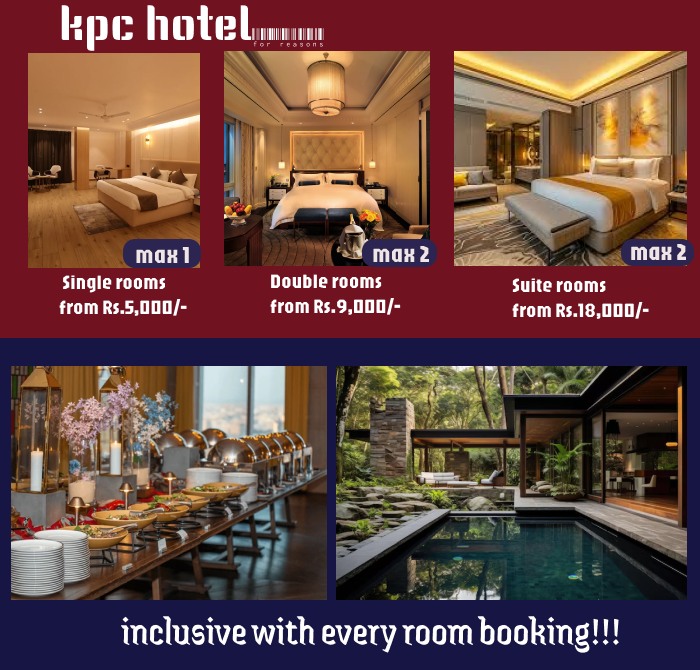 kpc hotel
for reasons
max 1
max 2
max 2
Single rooms
from Rs.5,000/-
Double rooms
from Rs.9,000/-
Suite rooms
from Rs.18,000/-
inclusive with every room booking!!!